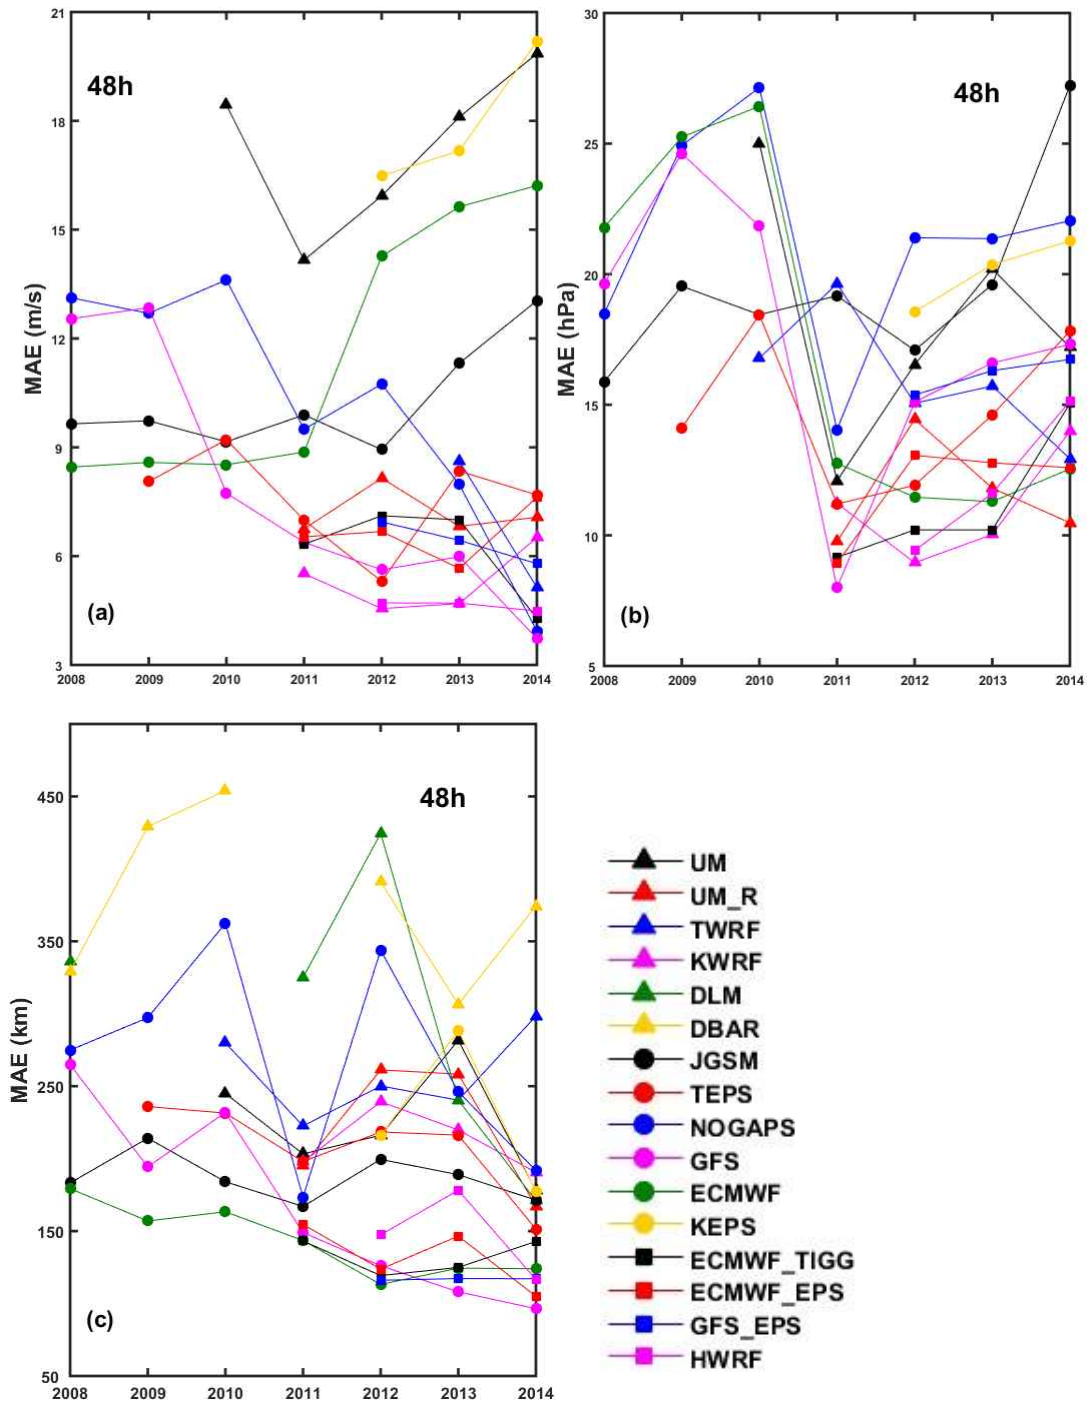 21
18
15
12
9
6
3
MAE (m/s)
48h
(a)
2008 2009 2010 2011 2012 2013 2014
30
25
20
15
10
5
MAE (hPa)
48h
(b)
2008 2009 2010 2011 2012 2013 2014
450
350
250
150
50
MAE (km)
48h
(c)
2008 2009 2010 2011 2012 2013 2014
UM
UM_R
TWRF
KWRF
DLM
DBAR
JGSM
TEPS
NOGAPS
GFS
ECMWF
KEPS
ECMWF_TIGG
ECMWF_EPS
GFS_EPS
HWRF